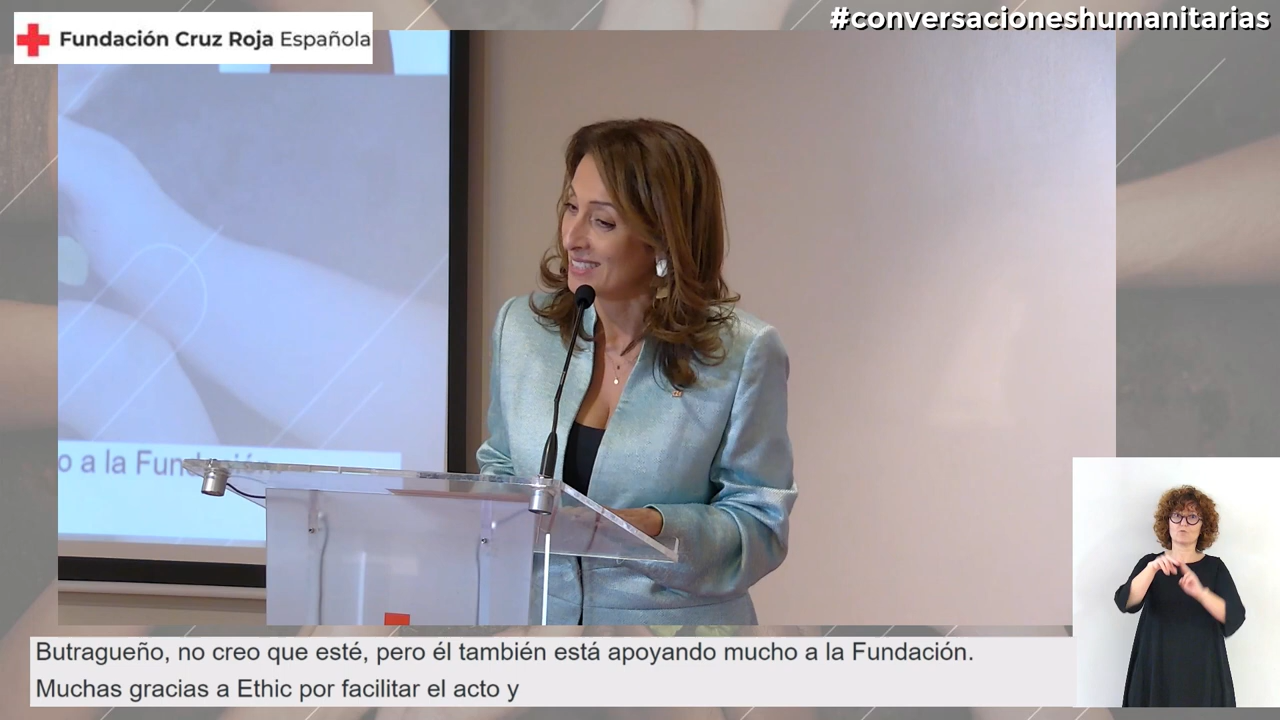 #conversacioneshumanitarias
Fundación Cruz Roja Española
o a la Fundación
Butragueño, no creo que esté, pero él también está apoyando mucho a la Fundación.
Muchas gracias a Ethic por facilitar el acto y